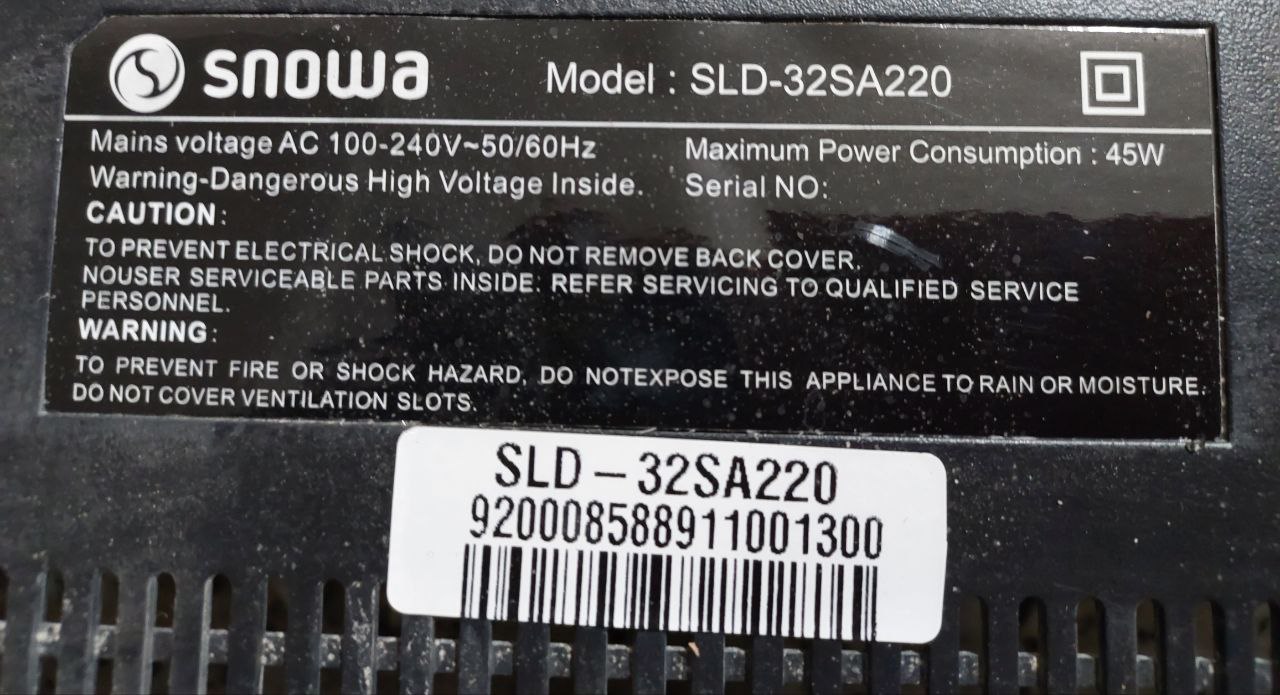 snowa
Model : SLD-32SA220
Mains voltage AC 100-240V~50/60Hz
Maximum Power Consumption : 45W
Warning-Dangerous High Voltage Inside.
Serial NO:
CAUTION:
TO PREVENT ELECTRICAL SHOCK, DO NOT REMOVE BACK COVER.
NOUSER SERVICEABLE PARTS INSIDE. REFER SERVICING TO QUALIFIED SERVICE
PERSONNEL.
WARNING:
TO PREVENT FIRE OR SHOCK HAZARD, DO NOTEXPOSE THIS APPLIANCE TO RAIN OR MOISTURE.
DO NOT COVER VENTILATION SLOTS.
SLD-32SA220
920008588911001300